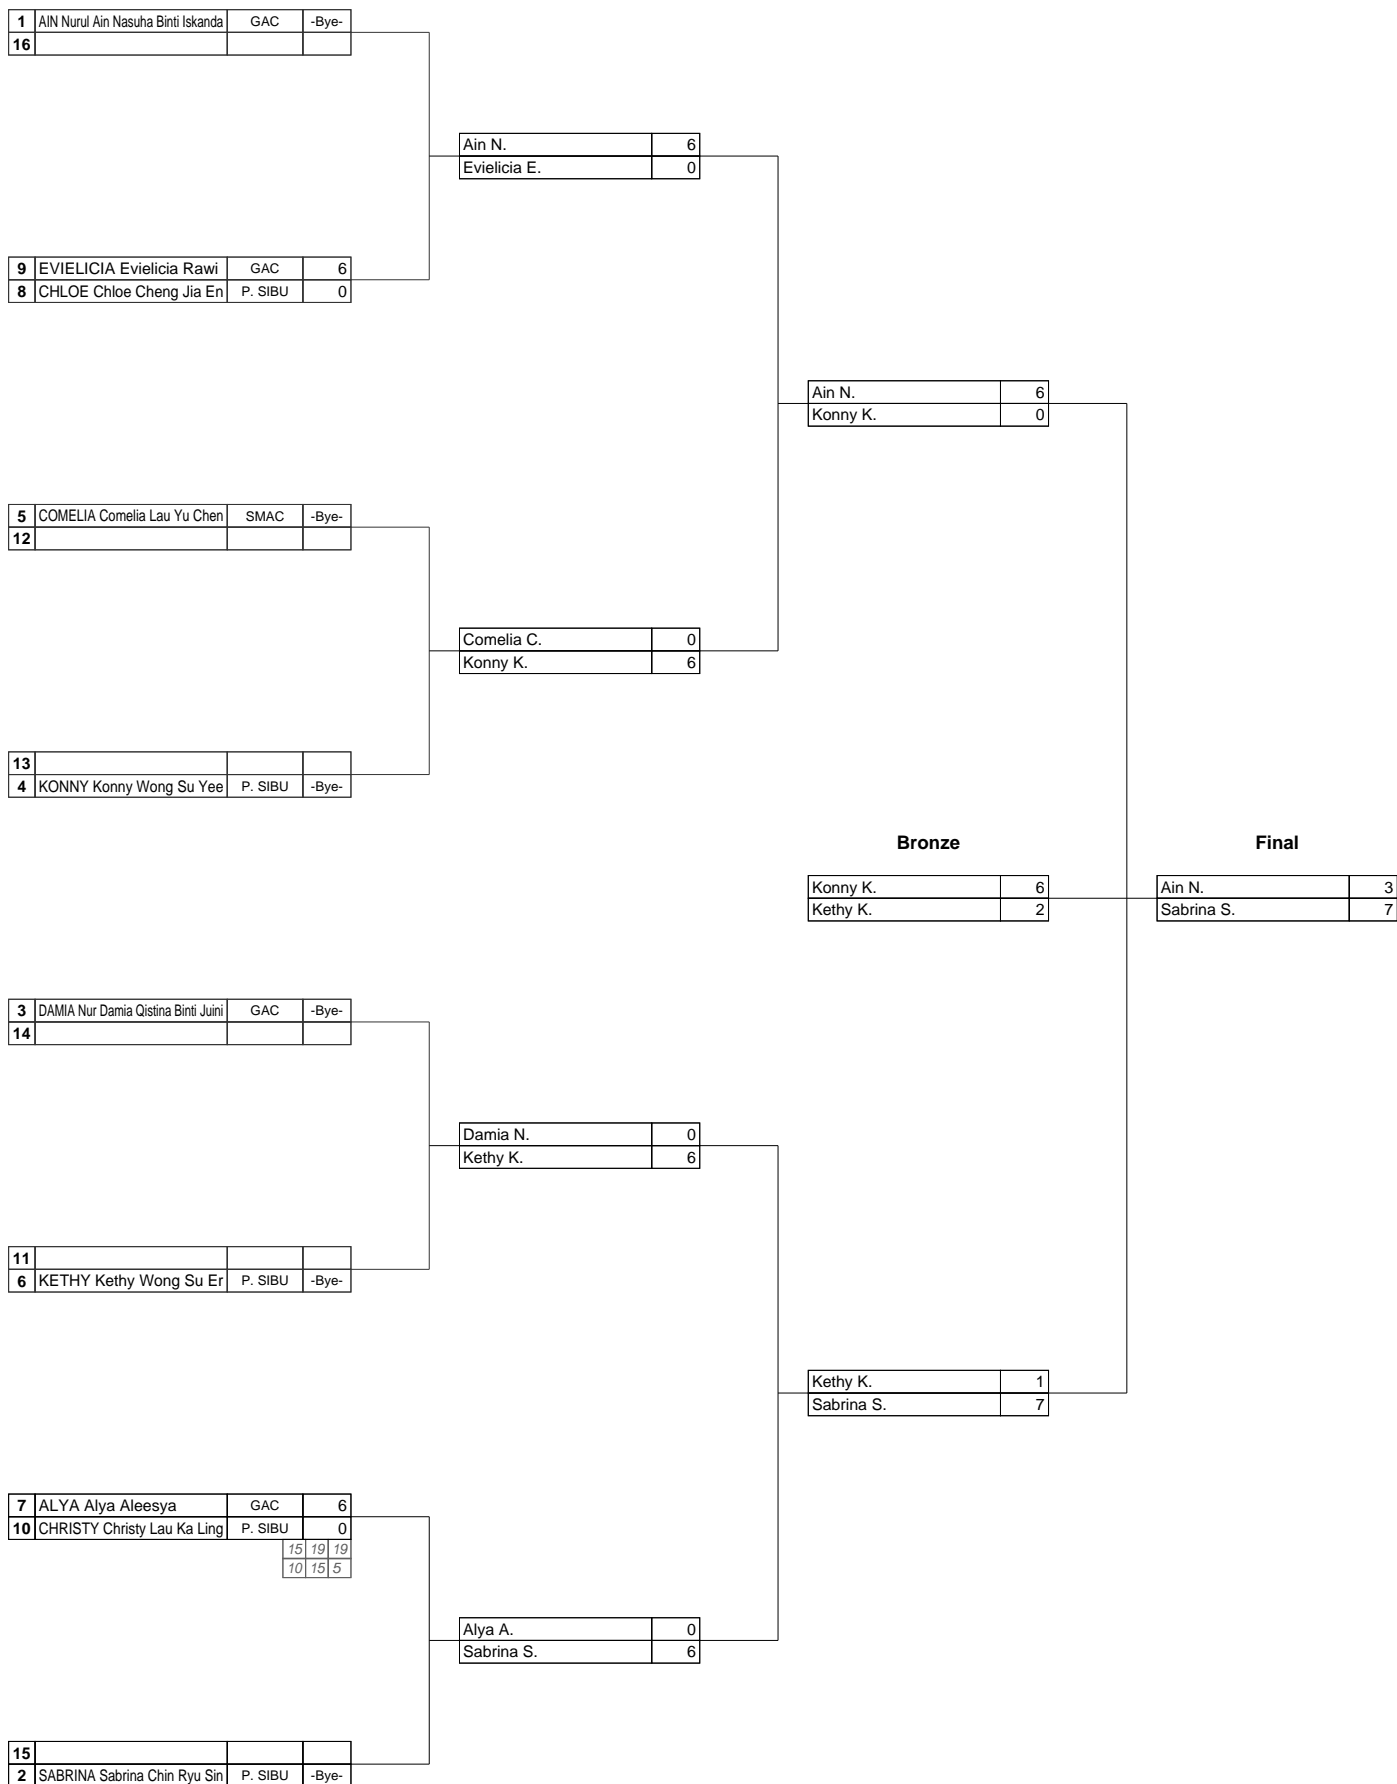 1 AIN Nurul Ain Nasuha Binti Iskanda GAC -Bye-
16
Ain N. 6
Evielicia E. 0
9 EVIELICIA Evielicia Rawi GAC 6
8 CHLOE Chloe Cheng Jia En P. SIBU 0
Ain N. 6
Konny K. 0
5 COMELIA Comelia Lau Yu Chen SMAC -Bye-
12
Comelia C. 0
Konny K. 6
13
4 KONNY Konny Wong Su Yee P. SIBU -Bye-
Bronze Final
Konny K. 6 Ain N. 3
Kethy K. 2 Sabrina S. 7
3 DAMIA Nur Damia Qistina Binti Juini GAC -Bye-
14
Damia N. 0
Kethy K. 6
11
6 KETHY Kethy Wong Su Er P. SIBU -Bye-
Kethy K. 1
Sabrina S. 7
7 ALYA Alya Aleesya GAC 6
10 CHRISTY Christy Lau Ka Ling P. SIBU 0
15 19 19
10 15 5
Alya A. 0
Sabrina S. 6
15
2 SABRINA Sabrina Chin Ryu Sin P. SIBU -Bye-